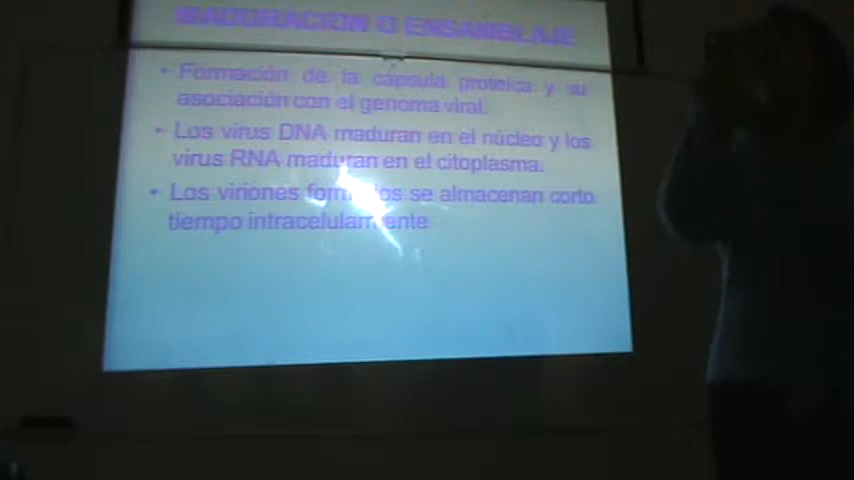 MADURACION O ENSAMBLAJE
• Formación de la cápsula proteica y su
asociación con el genoma viral.
• Los virus DNA maduran en el núcleo y los
virus RNA maduran en el citoplasma.
• Los viriones formados se almacenan corto
tiempo intracelularmente